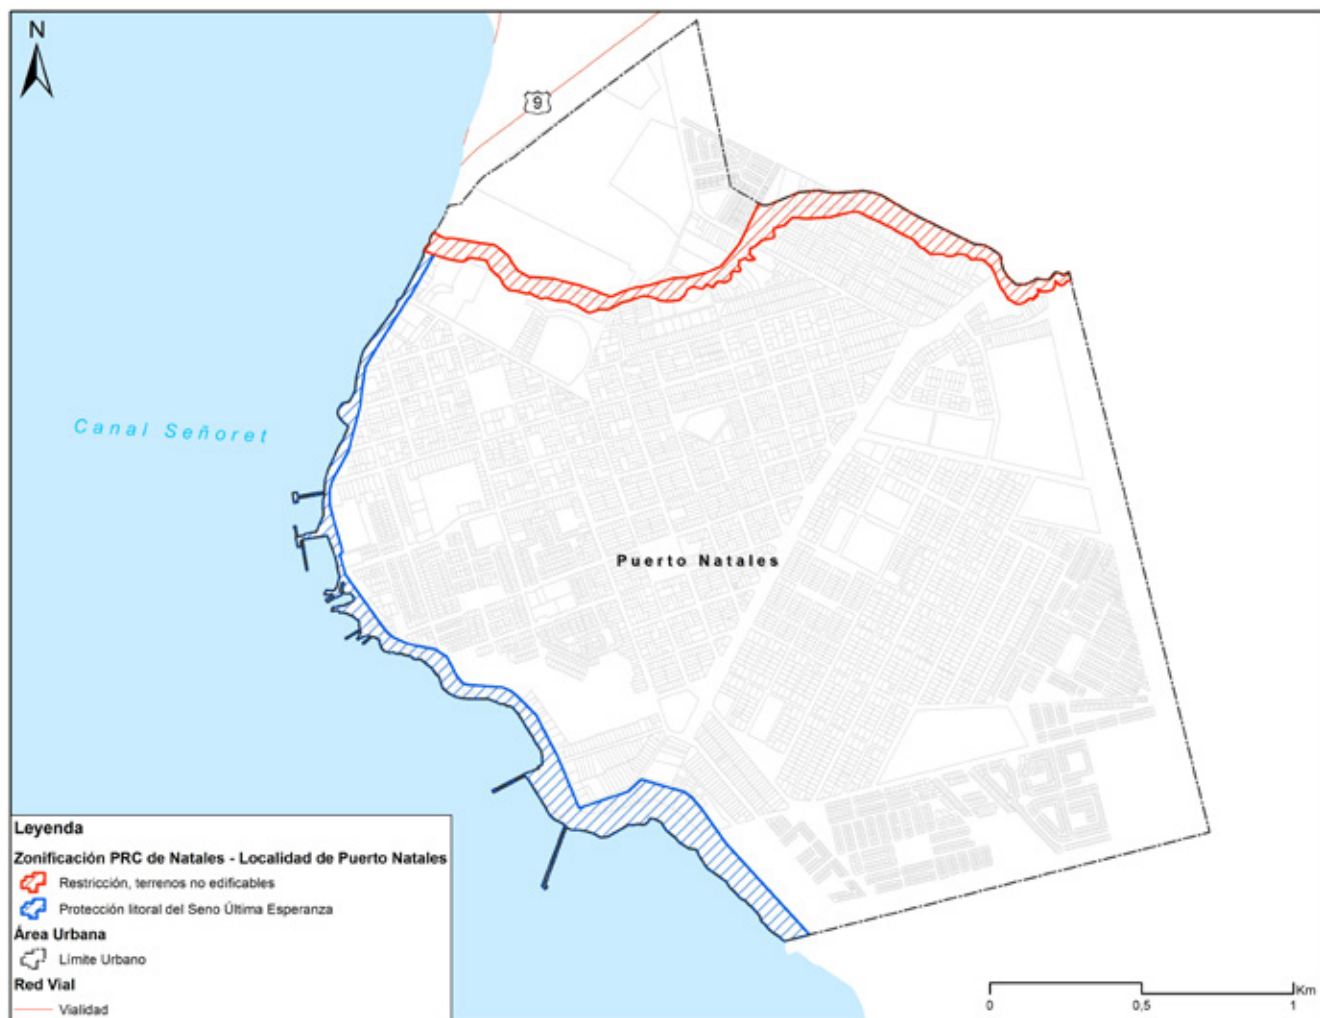 N
9
Canal Señoret
Puerto Natales
Leyenda
Zonificación PRC de Natales - Localidad de Puerto Natales
Restricción, terrenos no edificables
Protección litoral del Seno Última Esperanza
Área Urbana
Límite Urbano
Red Vial
Vialidad
Km
0 0,5 1